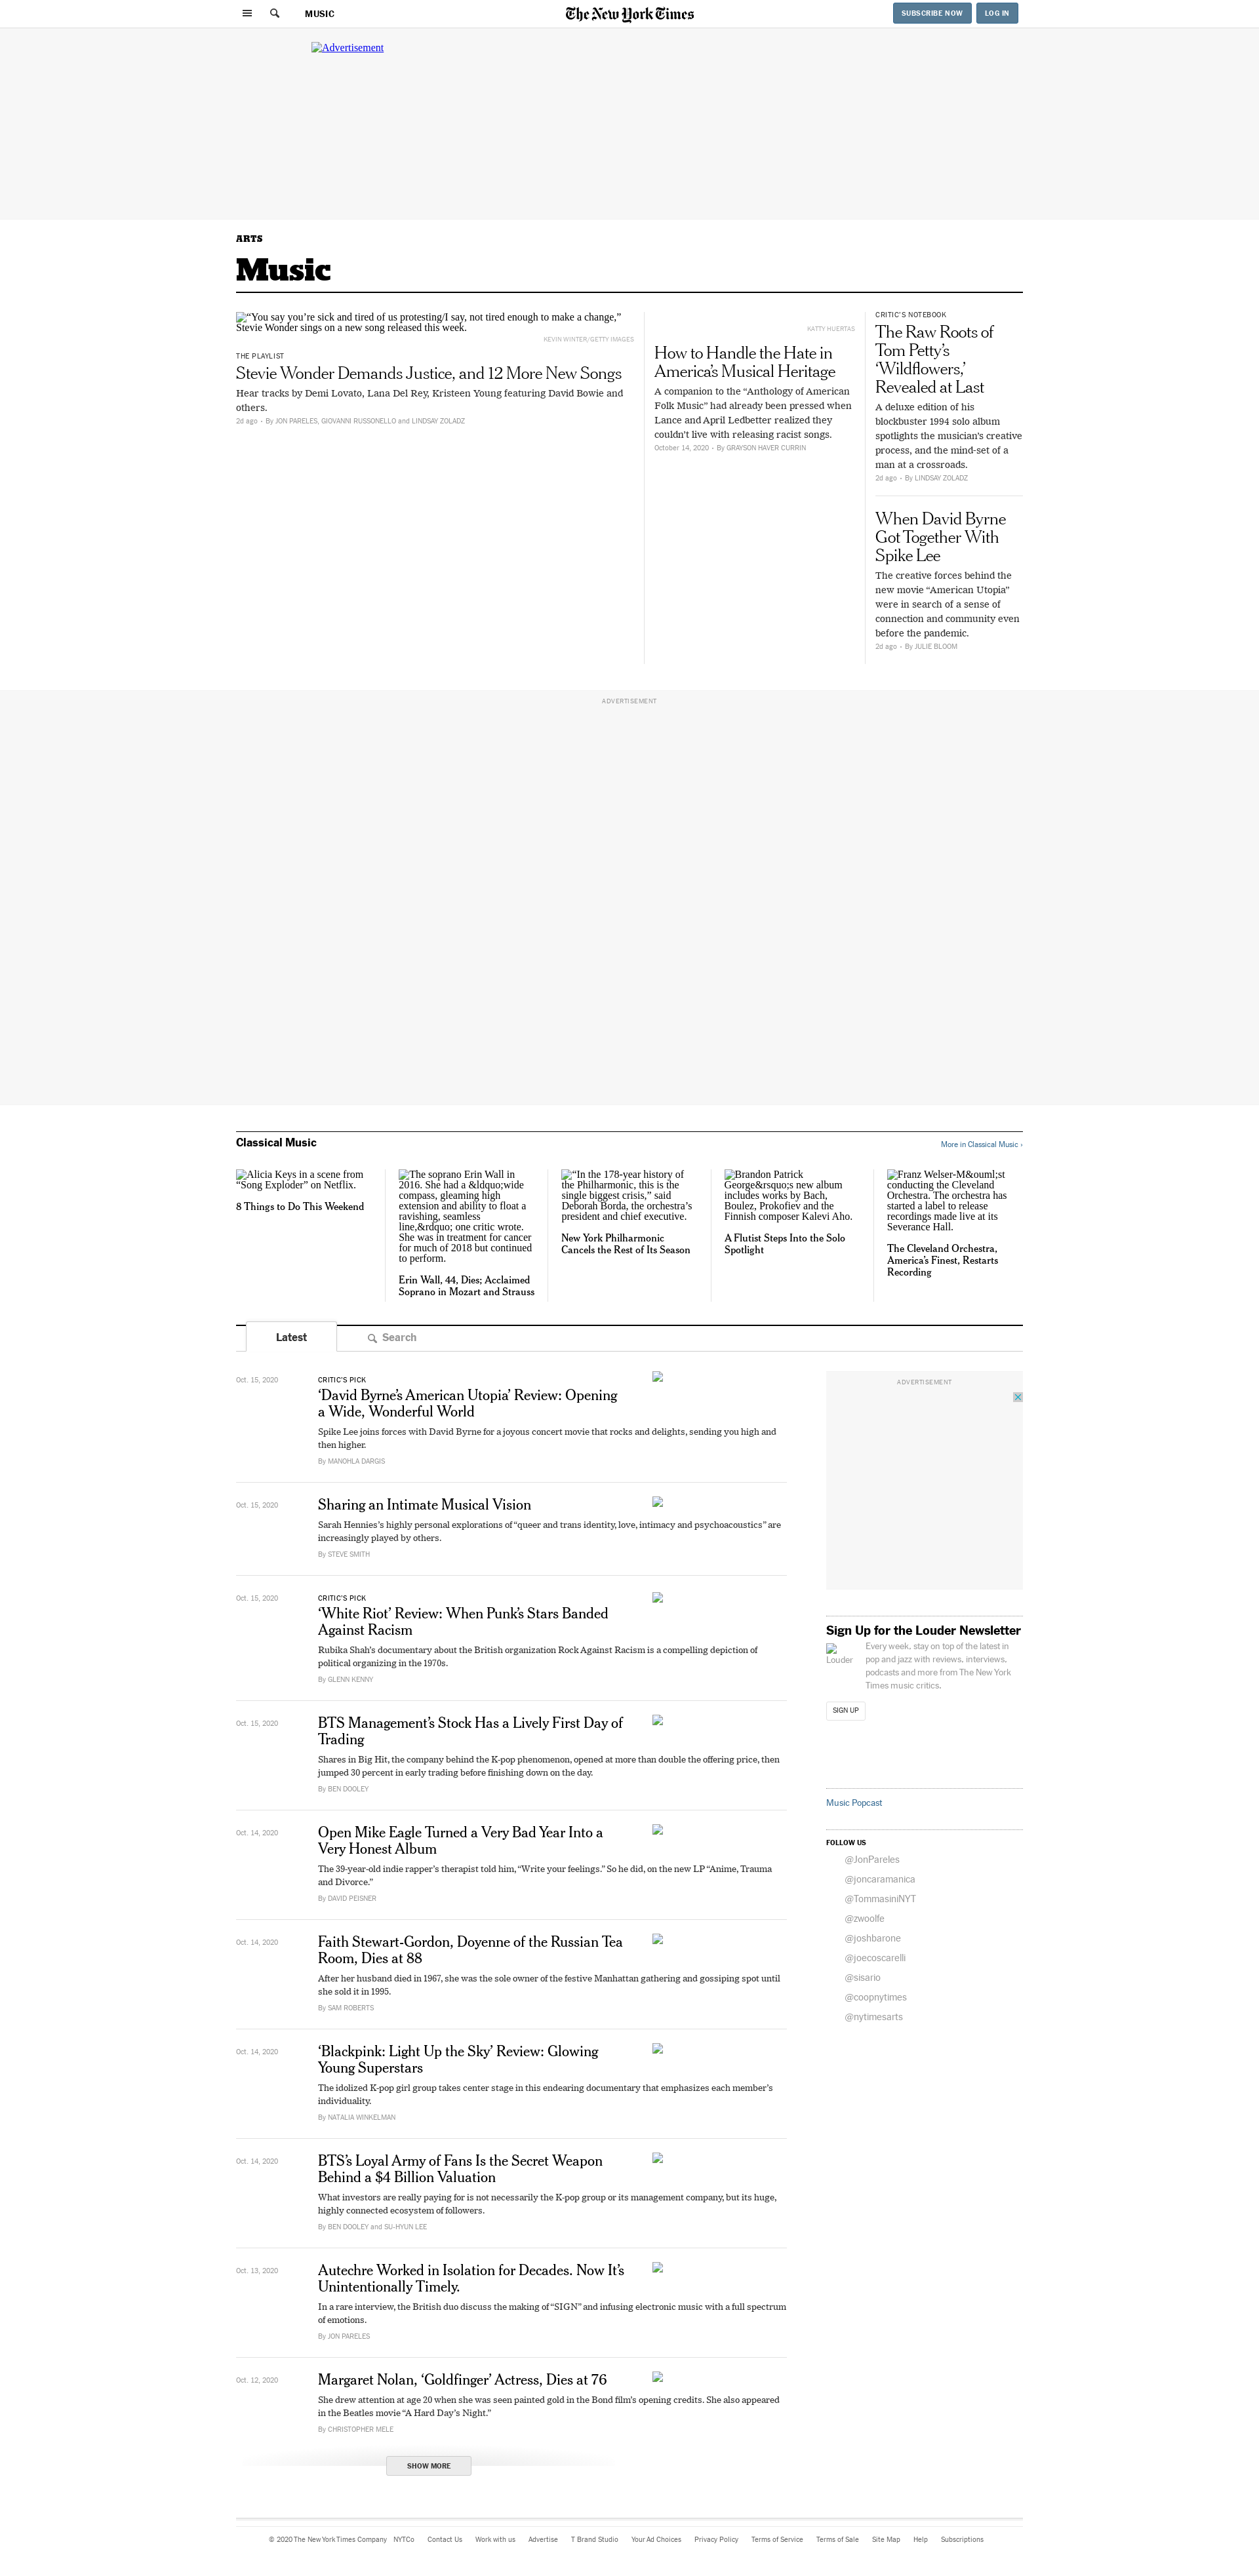 MUSIC
The New York Times
SUBSCRIBE NOW
LOG IN
Advertisement
ARTS
Music
“You say you’re sick and tired of us protesting/I say, not tired enough to make a change,”
Stevie Wonder sings on a new song released this week.
KEVIN WINTER/GETTY IMAGES
THE PLAYLIST
Stevie Wonder Demands Justice, and 12 More New Songs
Hear tracks by Demi Lovato, Lana Del Rey, Kristeen Young featuring David Bowie and
others.
2d ago • By JON PARELES, GIOVANNI RUSSONELLO and LINDSAY ZOLADZ
KATTY HUERTAS
How to Handle the Hate in
America’s Musical Heritage
A companion to the “Anthology of American
Folk Music” had already been pressed when
Lance and April Ledbetter realized they
couldn’t live with releasing racist songs.
October 14, 2020 • By GRAYSON HAVER CURRIN
CRITIC’S NOTEBOOK
The Raw Roots of
Tom Petty’s
‘Wildflowers,’
Revealed at Last
A deluxe edition of his
blockbuster 1994 solo album
spotlights the musician’s creative
process, and the mind-set of a
man at a crossroads.
2d ago • By LINDSAY ZOLADZ
When David Byrne
Got Together With
Spike Lee
The creative forces behind the
new movie “American Utopia”
were in search of a sense of
connection and community even
before the pandemic.
2d ago • By JULIE BLOOM
ADVERTISEMENT
Classical Music
More in Classical Music ›
Alicia Keys in a scene from
“Song Exploder” on Netflix.
8 Things to Do This Weekend
The soprano Erin Wall in
2016. She had a &ldquo;wide
compass, gleaming high
extension and ability to float a
ravishing, seamless
line,&rdquo; one critic wrote.
She was in treatment for cancer
for much of 2018 but continued
to perform.
Erin Wall, 44, Dies; Acclaimed
Soprano in Mozart and Strauss
“In the 178-year history of
the Philharmonic, this is the
single biggest crisis,” said
Deborah Borda, the orchestra’s
president and chief executive.
New York Philharmonic
Cancels the Rest of Its Season
Brandon Patrick
George&rsquo;s new album
includes works by Bach,
Boulez, Prokofiev and the
Finnish composer Kalevi Aho.
A Flutist Steps Into the Solo
Spotlight
Franz Welser-M&ouml;st
conducting the Cleveland
Orchestra. The orchestra has
started a label to release
recordings made live at its
Severance Hall.
The Cleveland Orchestra,
America’s Finest, Restarts
Recording
Latest
Search
Oct. 15, 2020
CRITIC’S PICK
‘David Byrne’s American Utopia’ Review: Opening
a Wide, Wonderful World
Spike Lee joins forces with David Byrne for a joyous concert movie that rocks and delights, sending you high and
then higher.
By MANOHLA DARGIS
Oct. 15, 2020
Sharing an Intimate Musical Vision
Sarah Hennies’s highly personal explorations of “queer and trans identity, love, intimacy and psychoacoustics” are
increasingly played by others.
By STEVE SMITH
Oct. 15, 2020
CRITIC’S PICK
‘White Riot’ Review: When Punk’s Stars Banded
Against Racism
Rubika Shah’s documentary about the British organization Rock Against Racism is a compelling depiction of
political organizing in the 1970s.
By GLENN KENNY
Oct. 15, 2020
BTS Management’s Stock Has a Lively First Day of
Trading
Shares in Big Hit, the company behind the K-pop phenomenon, opened at more than double the offering price, then
jumped 30 percent in early trading before finishing down on the day.
By BEN DOOLEY
Oct. 14, 2020
Open Mike Eagle Turned a Very Bad Year Into a
Very Honest Album
The 39-year-old indie rapper’s therapist told him, “Write your feelings.” So he did, on the new LP “Anime, Trauma
and Divorce.”
By DAVID PEISNER
Oct. 14, 2020
Faith Stewart-Gordon, Doyenne of the Russian Tea
Room, Dies at 88
After her husband died in 1967, she was the sole owner of the festive Manhattan gathering and gossiping spot until
she sold it in 1995.
By SAM ROBERTS
Oct. 14, 2020
‘Blackpink: Light Up the Sky’ Review: Glowing
Young Superstars
The idolized K-pop girl group takes center stage in this endearing documentary that emphasizes each member’s
individuality.
By NATALIA WINKELMAN
Oct. 14, 2020
BTS’s Loyal Army of Fans Is the Secret Weapon
Behind a $4 Billion Valuation
What investors are really paying for is not necessarily the K-pop group or its management company, but its huge,
highly connected ecosystem of followers.
By BEN DOOLEY and SU-HYUN LEE
Oct. 13, 2020
Autechre Worked in Isolation for Decades. Now It’s
Unintentionally Timely.
In a rare interview, the British duo discuss the making of “SIGN” and infusing electronic music with a full spectrum
of emotions.
By JON PARELES
Oct. 12, 2020
Margaret Nolan, ‘Goldfinger’ Actress, Dies at 76
She drew attention at age 20 when she was seen painted gold in the Bond film’s opening credits. She also appeared
in the Beatles movie “A Hard Day’s Night.”
By CHRISTOPHER MELE
SHOW MORE
ADVERTISEMENT
Sign Up for the Louder Newsletter
Louder
Every week, stay on top of the latest in
pop and jazz with reviews, interviews,
podcasts and more from The New York
Times music critics.
SIGN UP
Music Popcast
FOLLOW US
@JonPareles
@joncaramanica
@TommasiniNYT
@zwoolfe
@joshbarone
@joecoscarelli
@sisario
@coopnytimes
@nytimesarts
© 2020 The New York Times Company NYTCo Contact Us Work with us Advertise T Brand Studio Your Ad Choices Privacy Policy Terms of Service Terms of Sale Site Map Help Subscriptions